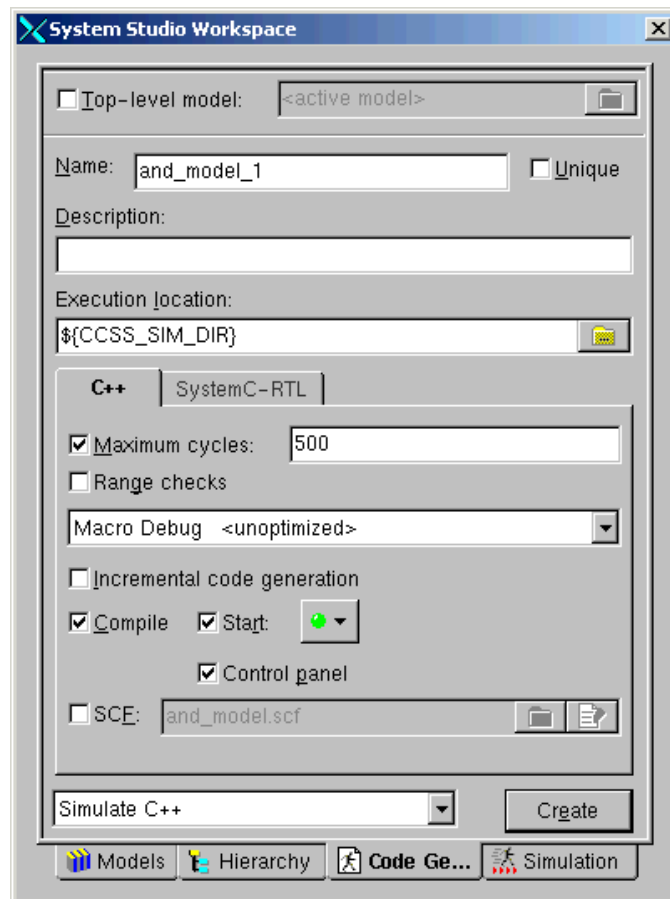 System Studio Workspace
Top-level model: <active model>
Name: and_model_1 Unique
Description:
Execution location:
${CCSS_SIM_DIR}
C++ SystemC-RTL
Maximum cycles: 500
Range checks
Macro Debug <unoptimized>
Incremental code generation
Compile Start:
Control panel
SCF: and_model.scf
Simulate C++ Create
Models Hierarchy Code Ge... Simulation